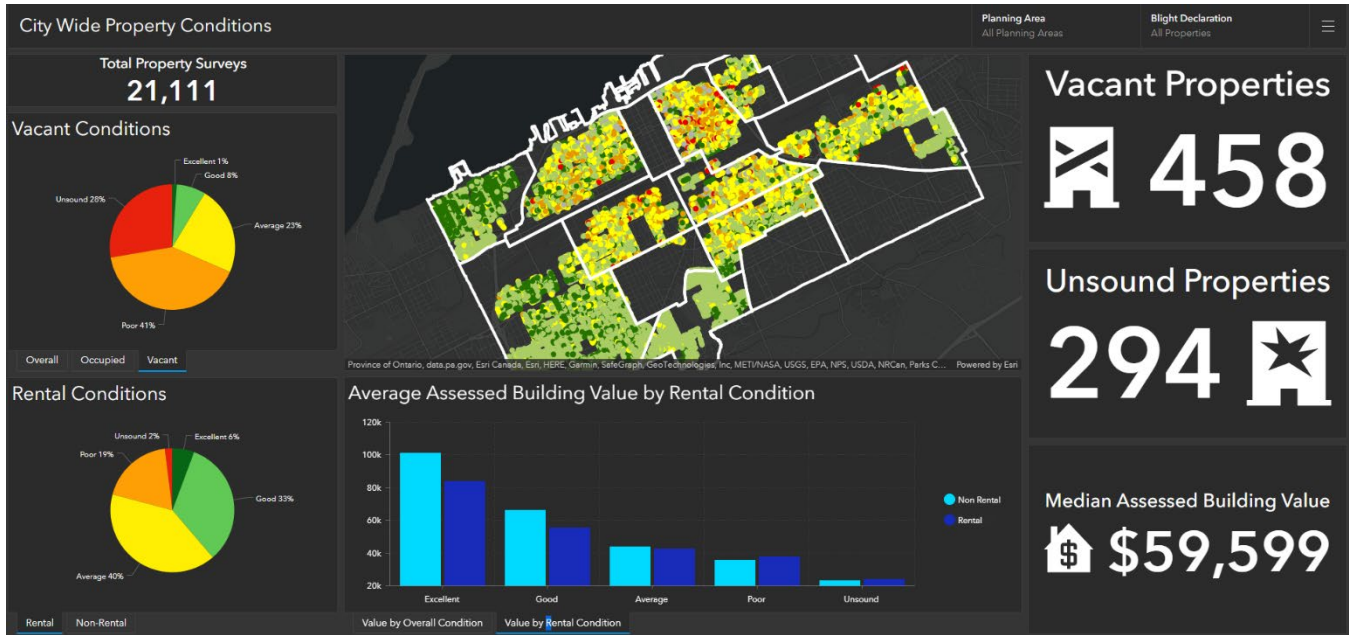 City Wide Property Conditions
Planning Area
All Planning Areas
Blight Declaration
All Properties
Total Property Surveys
21,111
Vacant Conditions
Excellent 1%
Good 8%
Unsound 28%
Average 23%
Poor 41%
Overall Occupied Vacant
Province of Ontario, data.pa.gov, Esri Canada, Esri, HERE, Garmin, SafeGraph, GeoTechnologies, Inc, METI/NASA, USGS, EPA, NPS, USDA, NRCan, Parks C... Powered by Esri
Vacant Properties
458
Unsound Properties
294
Rental Conditions
Unsound 2%
Excellent 6%
Poor 19%
Good 33%
Average 40%
Rental Non-Rental
Average Assessed Building Value by Rental Condition
120k
100k
80k
60k
40k
20k
Excellent Good Average Poor Unsound
Non Rental
Rental
Value by Overall Condition Value by Rental Condition
Median Assessed Building Value
$59,599